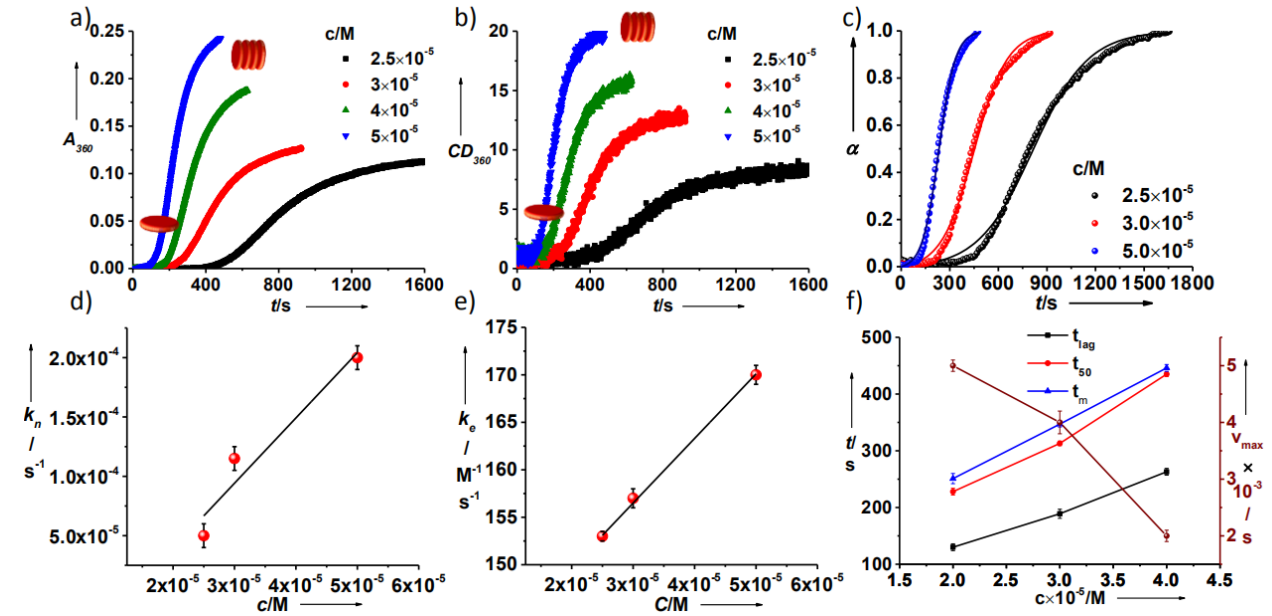 a)
A360
0.25
0.20
0.15
0.10
0.05
0.00
c/M
2.5×10-5
3×10-5
4×10-5
5×10-5
0 400 800 1200 1600
t/s
b)
CD360
20
15
10
5
0
c/M
2.5×10-5
3×10-5
4×10-5
5×10-5
0 400 800 1200 1600
t/s
c)
α
1.0
0.8
0.6
0.4
0.2
0.0
c/M
2.5×10-5
3.0×10-5
5.0×10-5
0 300 600 900 1200 1500 1800
t/s
d)
kn
/
s-1
2.0x10-4
1.5x10-4
1.0x10-4
5.0x10-5
2x10-5 3x10-5 4x10-5 5x10-5 6x10-5
c/M
e)
ke
/
M-1
s-1
175
170
165
160
155
150
2x10-5 3x10-5 4x10-5 5x10-5 6x10-5
C/M
f)
t/
s
500
400
300
200
100
tlag
t50
tm
5
4
3
2
vmax
×
10-3
/
s
1.5 2.0 2.5 3.0 3.5 4.0 4.5
c×10-5/M